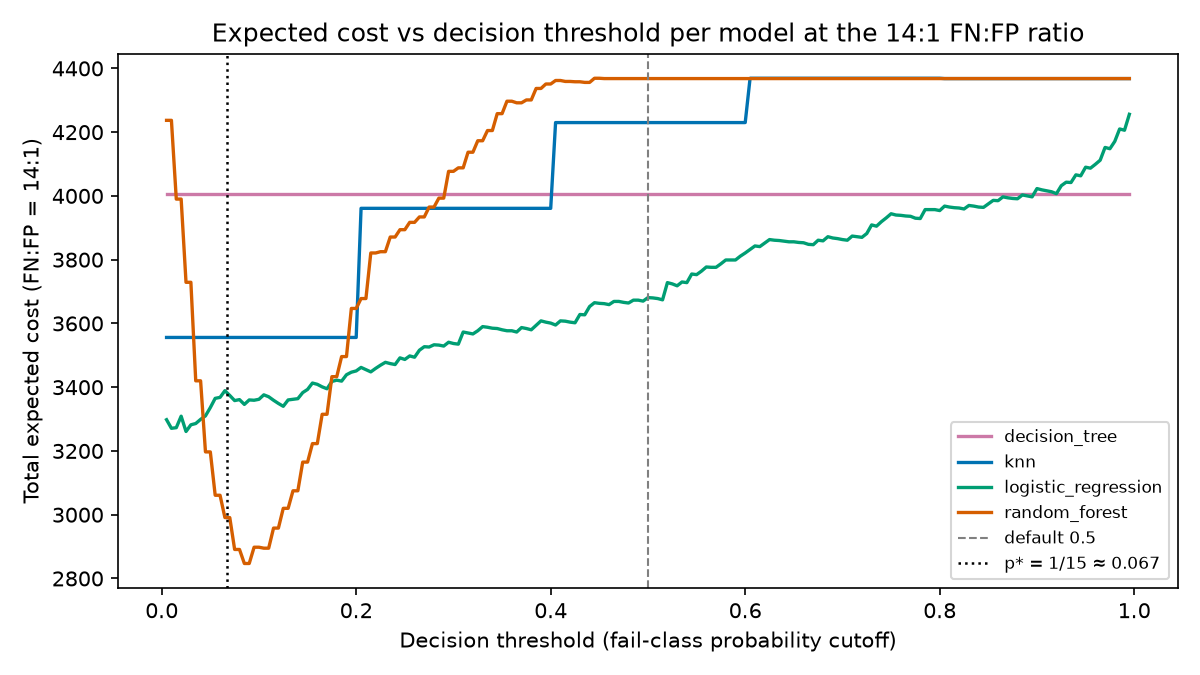 Expected cost vs decision threshold per model at the 14:1 FN:FP ratio
Total expected cost (FN:FP = 14:1)
4400
4200
4000
3800
3600
3400
3200
3000
2800
0.0 0.2 0.4 0.6 0.8 1.0
Decision threshold (fail-class probability cutoff)
decision_tree
knn
logistic_regression
random_forest
default 0.5
p* = 1/15 ≈ 0.067